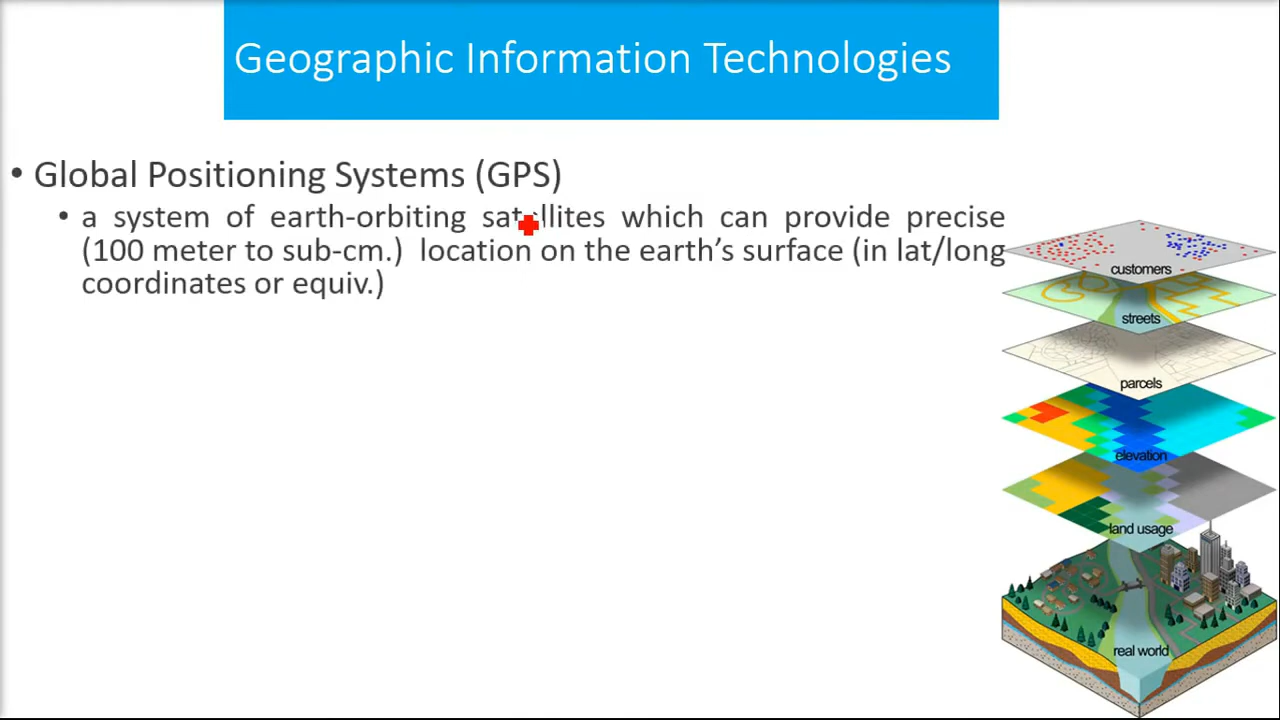 Geographic Information Technologies
• Global Positioning Systems (GPS)
• a system of earth-orbiting satellites which can provide precise
(100 meter to sub-cm.) location on the earth’s surface (in lat/long
coordinates or equiv.)
customers
streets
parcels
elevation
land usage
real world